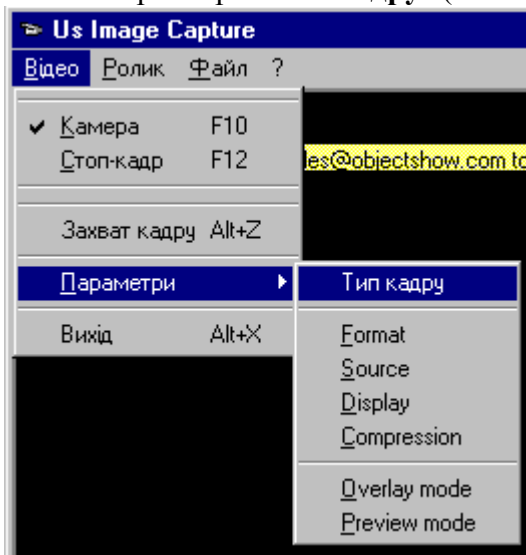 Us Image Capture
Відео Ролик Файл ?
Камера F10
Стоп-кадр F12
les@objectshow.com to
Захват кадру Alt+Z
Параметри
Тип кадру
Вихід Alt+X
Format
Source
Display
Compression
Overlay mode
Preview mode